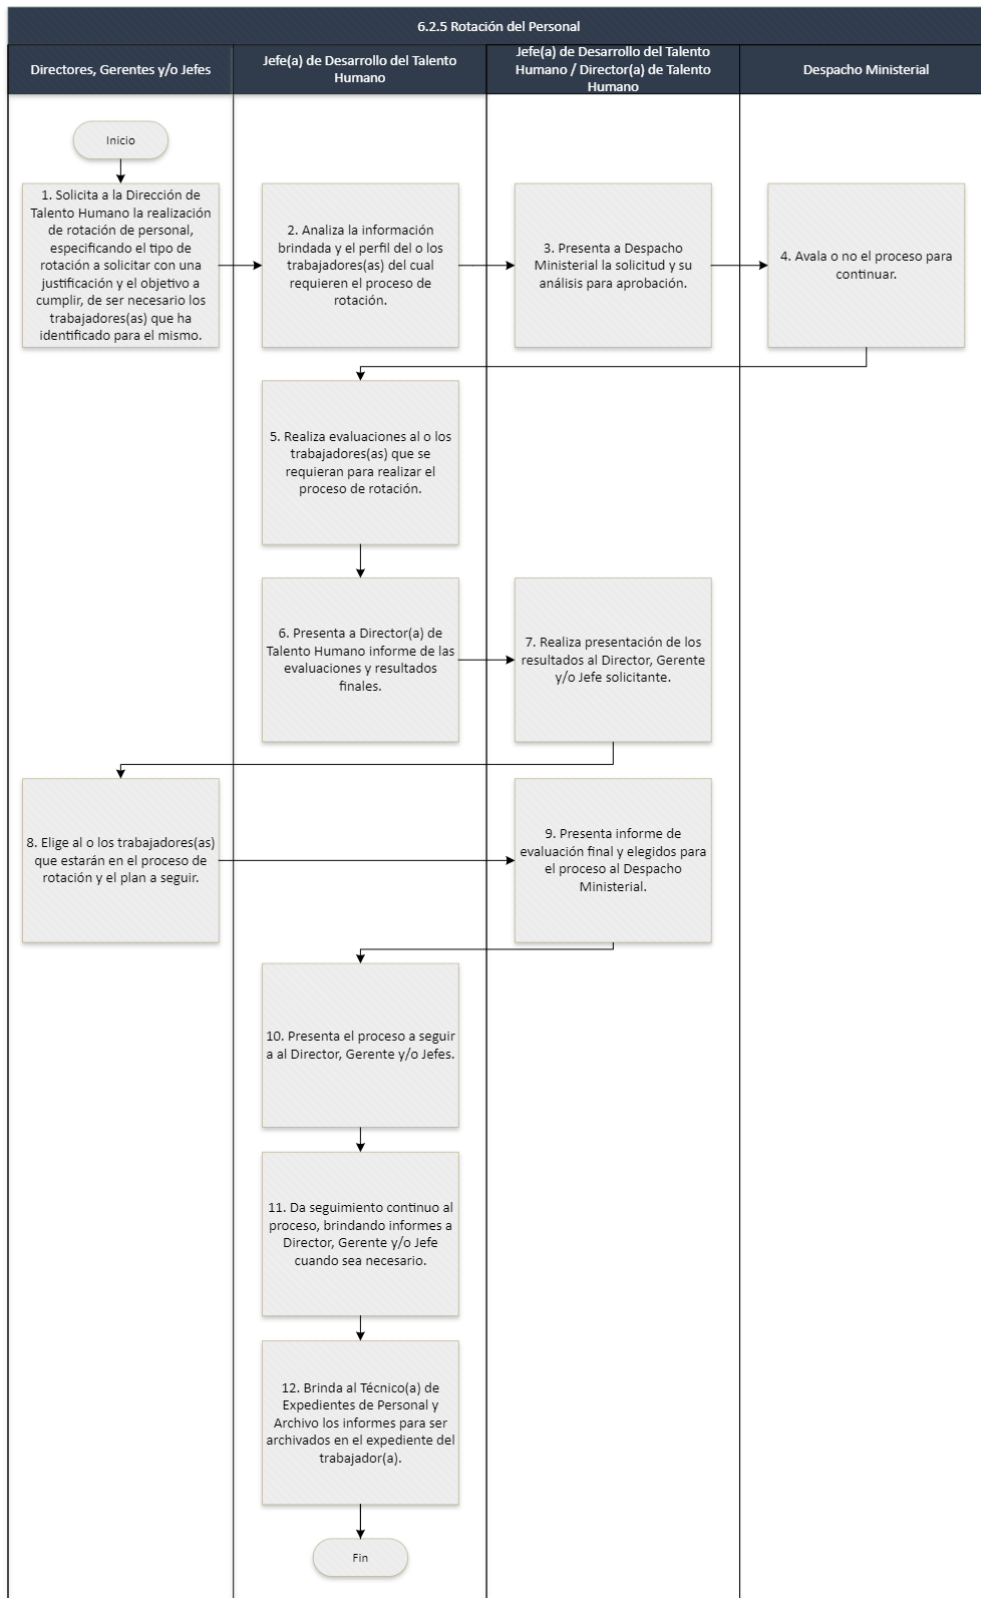 6.2.5 Rotación del Personal
Directores, Gerentes y/o Jefes
Jefe(a) de Desarrollo del Talento
Humano
Jefe(a) de Desarrollo del Talento
Humano / Director(a) de Talento
Humano
Despacho Ministerial
Inicio
1. Solicita a la Dirección de
Talento Humano la realización
de rotación de personal,
especificando el tipo de
rotación a solicitar con una
justificación y el objetivo a
cumplir, de ser necesario los
trabajadores(as) que ha
identificado para el mismo.
2. Analiza la información
brindada y el perfil del o los
trabajadores(as) del cual
requieren el proceso de
rotación.
3. Presenta a Despacho
Ministerial la solicitud y su
análisis para aprobación.
4. Avala o no el proceso para
continuar.
5. Realiza evaluaciones al o los
trabajadores(as) que se
requieran para realizar el
proceso de rotación.
6. Presenta a Director(a) de
Talento Humano informe de las
evaluaciones y resultados
finales.
7. Realiza presentación de los
resultados al Director, Gerente
y/o Jefe solicitante.
8. Elige al o los trabajadores(as)
que estarán en el proceso de
rotación y el plan a seguir.
9. Presenta informe de
evaluación final y elegidos para
el proceso al Despacho
Ministerial.
10. Presenta el proceso a seguir
a al Director, Gerente y/o Jefes.
11. Da seguimiento continuo al
proceso, brindando informes a
Director, Gerente y/o Jefe
cuando sea necesario.
12. Brinda al Técnico(a) de
Expedientes de Personal y
Archivo los informes para ser
archivados en el expediente del
trabajador(a).
Fin